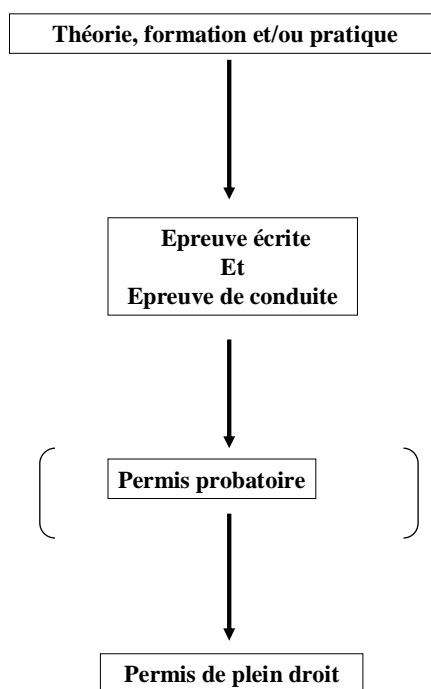 Théorie, formation et/ou pratique
Epreuve écrite
Et
Epreuve de conduite
Permis probatoire
Permis de plein droit